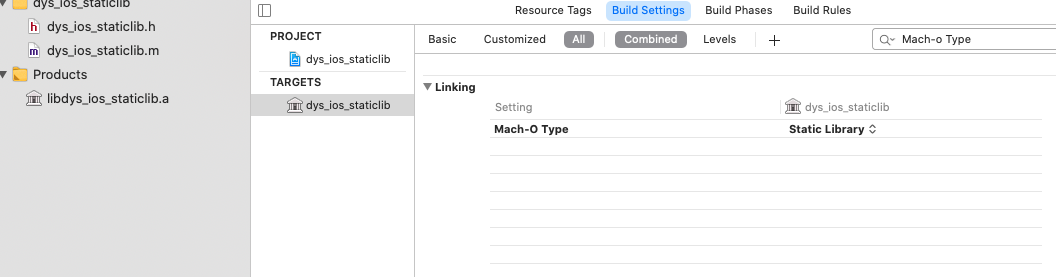 dys_ios_staticlib
dys_ios_staticlib.h
dys_ios_staticlib.m
Products
libdys_ios_staticlib.a
Resource Tags Build Settings Build Phases Build Rules
PROJECT
dys_ios_staticlib
TARGETS
dys_ios_staticlib
Basic Customized All Combined Levels + Mach-o Type
Linking
Setting dys_ios_staticlib
Mach-O Type Static Library